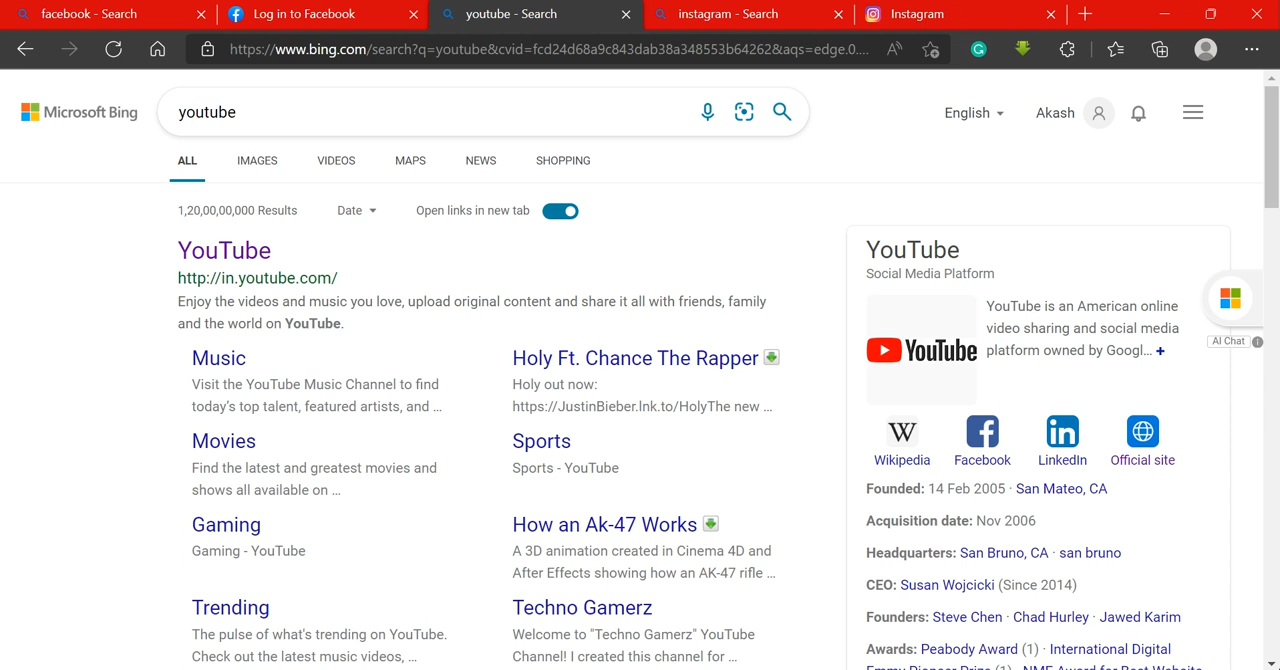 facebook - Search
Log in to Facebook
youtube - Search
instagram - Search
Instagram
https://www.bing.com/search?q=youtube&cvid=fcd24d68a9c843dab38a348553b64262&aqs=edge.0....
Microsoft Bing
youtube
English
Akash
ALL IMAGES VIDEOS MAPS NEWS SHOPPING
1,20,00,00,000 Results
Date
Open links in new tab
YouTube
http://in.youtube.com/
Enjoy the videos and music you love, upload original content and share it all with friends, family
and the world on YouTube.
Music
Visit the YouTube Music Channel to find
today's top talent, featured artists, and ...
Holy Ft. Chance The Rapper
Holy out now:
https://JustinBieber.lnk.to/HolyThe new ...
Movies
Find the latest and greatest movies and
shows all available on ...
Sports
Sports - YouTube
Gaming
Gaming - YouTube
How an Ak-47 Works
A 3D animation created in Cinema 4D and
After Effects showing how an AK-47 rifle ...
Trending
The pulse of what's trending on YouTube.
Check out the latest music videos, ...
Techno Gamerz
Welcome to "Techno Gamerz" YouTube
Channel! I created this channel for ...
YouTube
Social Media Platform
YouTube
YouTube is an American online
video sharing and social media
platform owned by Googl... +
W
Wikipedia
Facebook
in
LinkedIn
Official site
Founded: 14 Feb 2005 · San Mateo, CA
Acquisition date: Nov 2006
Headquarters: San Bruno, CA · san bruno
CEO: Susan Wojcicki (Since 2014)
Founders: Steve Chen · Chad Hurley · Jawed Karim
Awards: Peabody Award (1) · International Digital
AI Chat